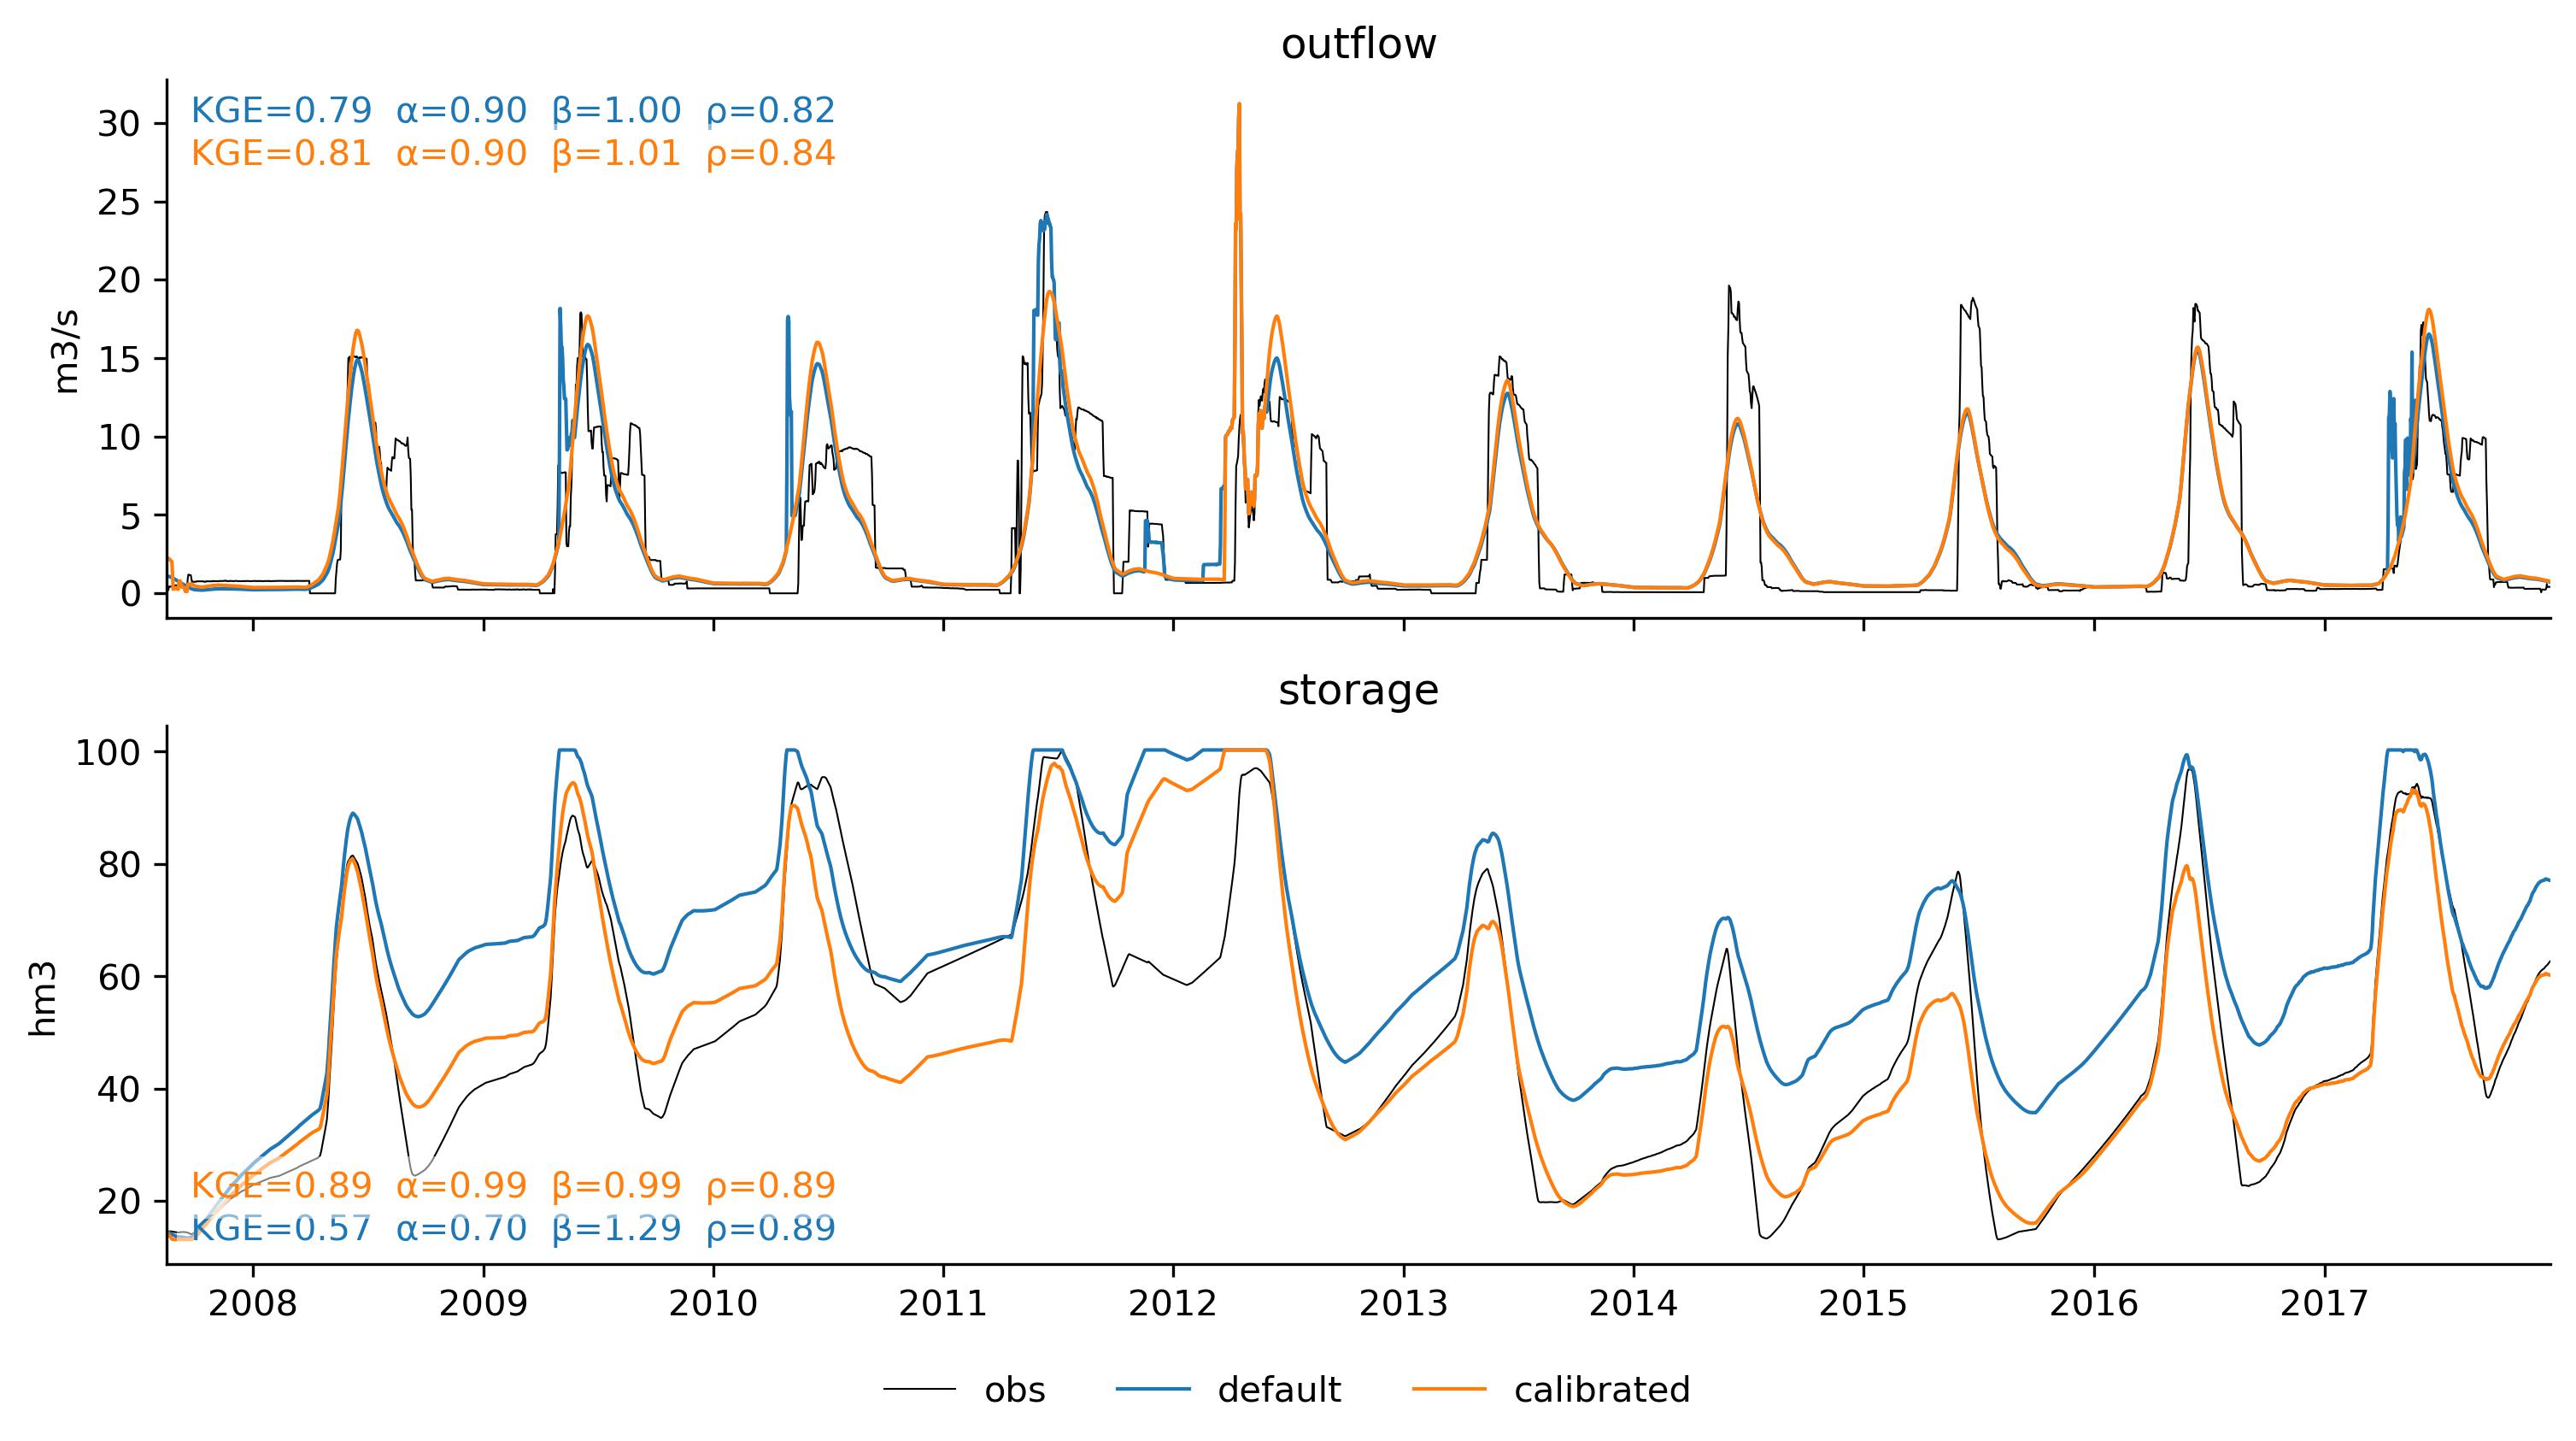 outflow
KGE=0.79 α=0.90 β=1.00 ρ=0.82
KGE=0.81 α=0.90 β=1.01 ρ=0.84
30
25
20
15
10
5
0
m3/s
storage
100
80
60
40
20
hm3
KGE=0.89 α=0.99 β=0.99 ρ=0.89
KGE=0.57 α=0.70 β=1.29 ρ=0.89
2008 2009 2010 2011 2012 2013 2014 2015 2016 2017
obs default calibrated